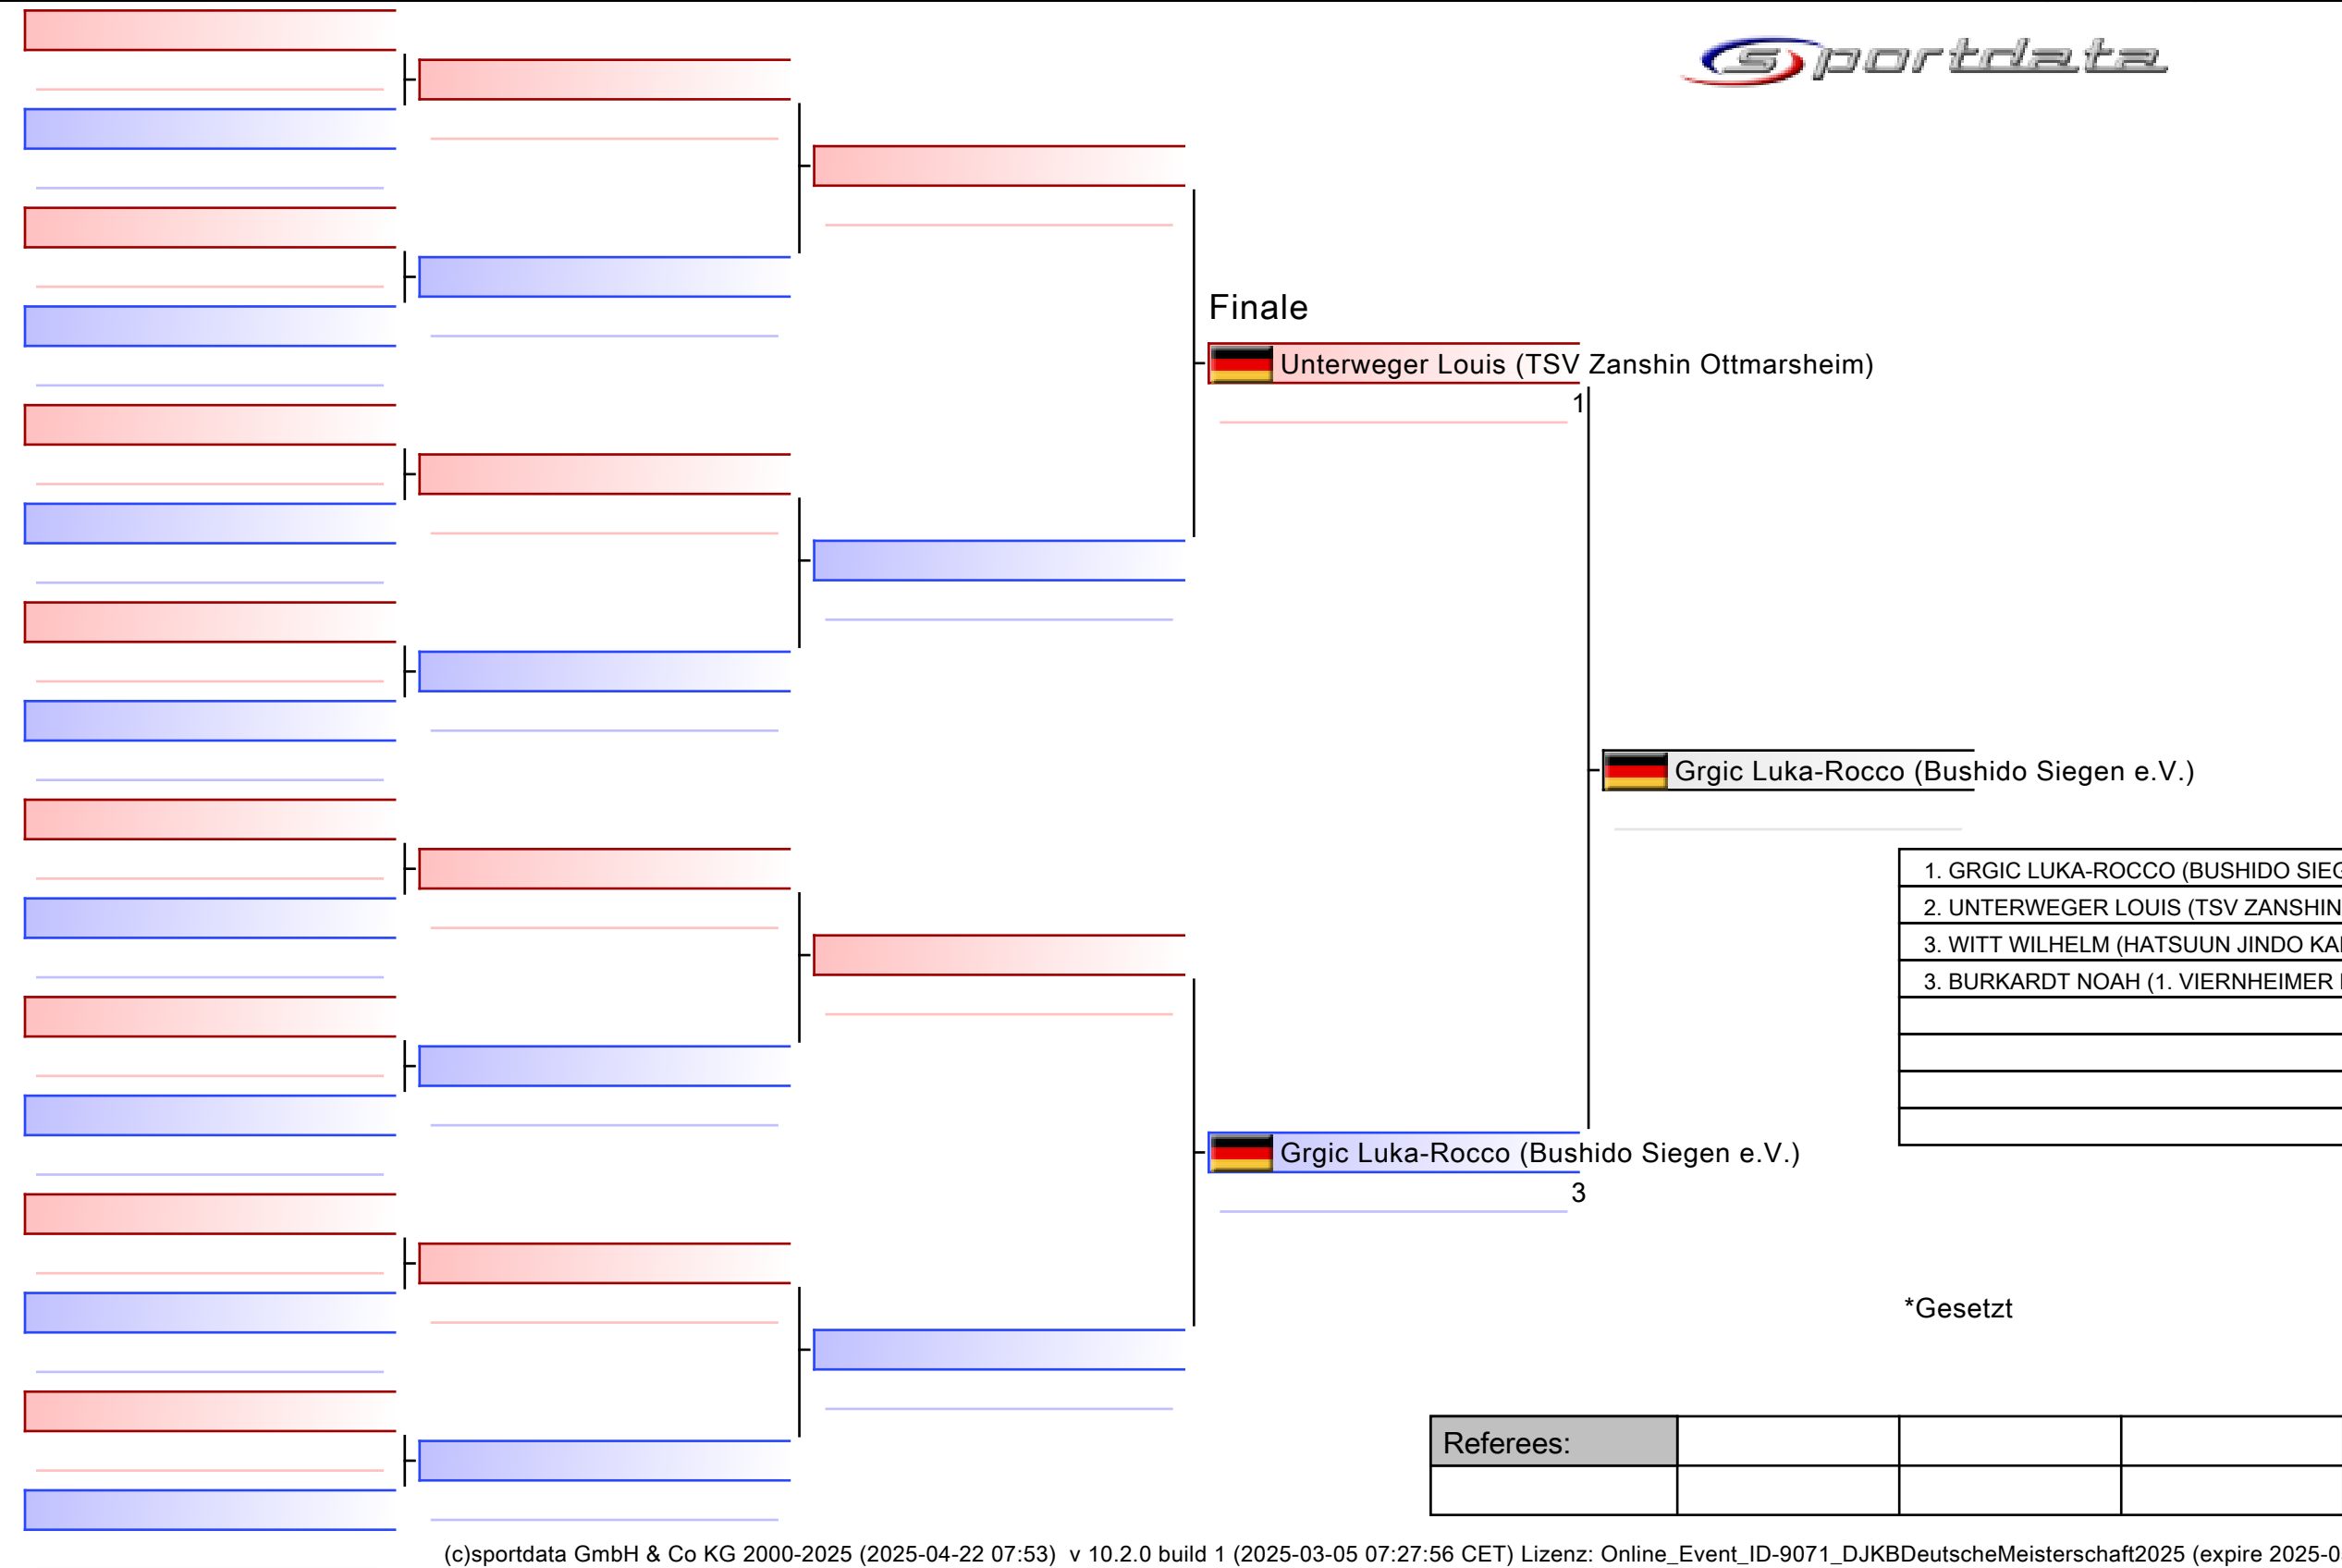 sportdata
Finale
Unterweger Louis (TSV Zanshin Ottmarsheim)
1
Grgic Luka-Rocco (Bushido Siegen e.V.)
1. GRGIC LUKA-ROCCO (BUSHIDO
2. UNTERWEGER LOUIS (TSV ZANSHIN
3. WITT WILHELM (HATSUUN JINDO
3. BURKARDT NOAH (1. VIERNHEIMER
Grgic Luka-Rocco (Bushido Siegen e.V.)
3
*Gesetzt
Referees:
(c)sportdata GmbH & Co KG 2000-2025 (2025-04-22 07:53) v 10.2.0 build 1 (2025-03-05 07:27:56 CET) Lizenz: Online_Event_ID-9071_DJKBDeutscheMeisterschaft2025 (expire 2025-0